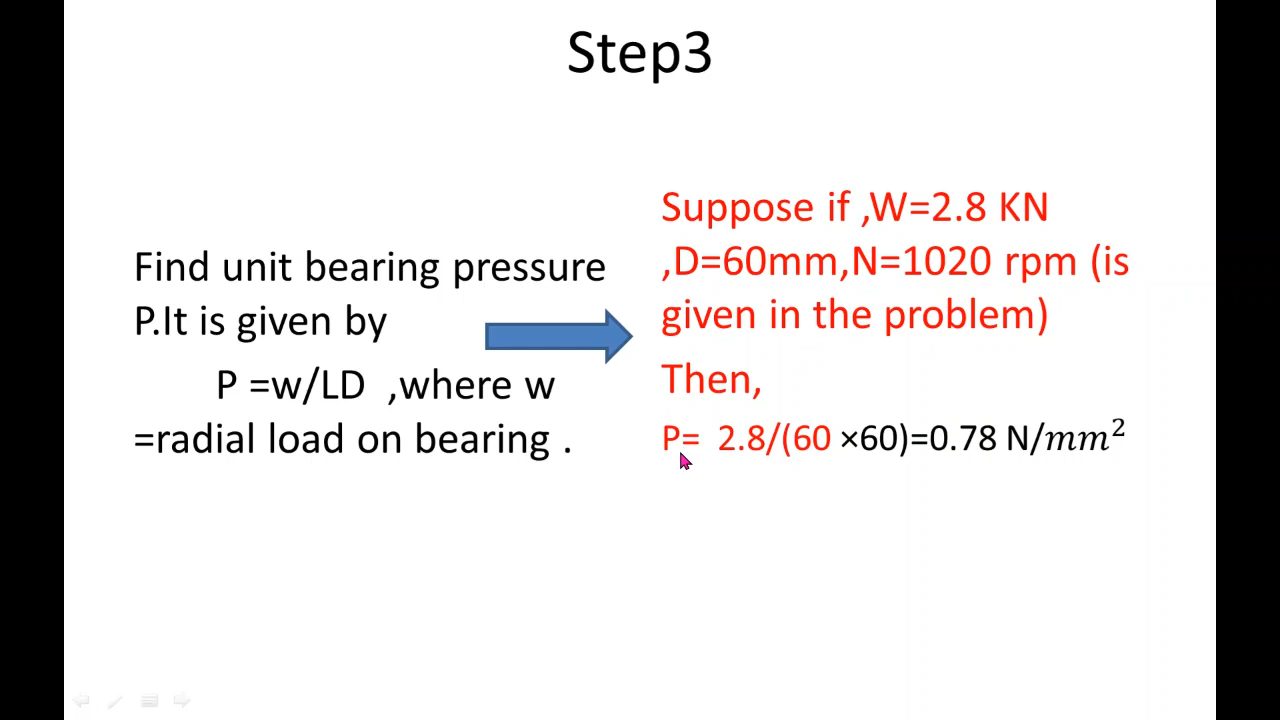 Step3
Find unit bearing pressure
P.It is given by
P =w/LD ,where w
=radial load on bearing .
Suppose if ,W=2.8 KN
,D=60mm,N=1020 rpm (is
given in the problem)
Then,
P= 2.8/(60 ×60)=0.78 N/𝑚𝑚²